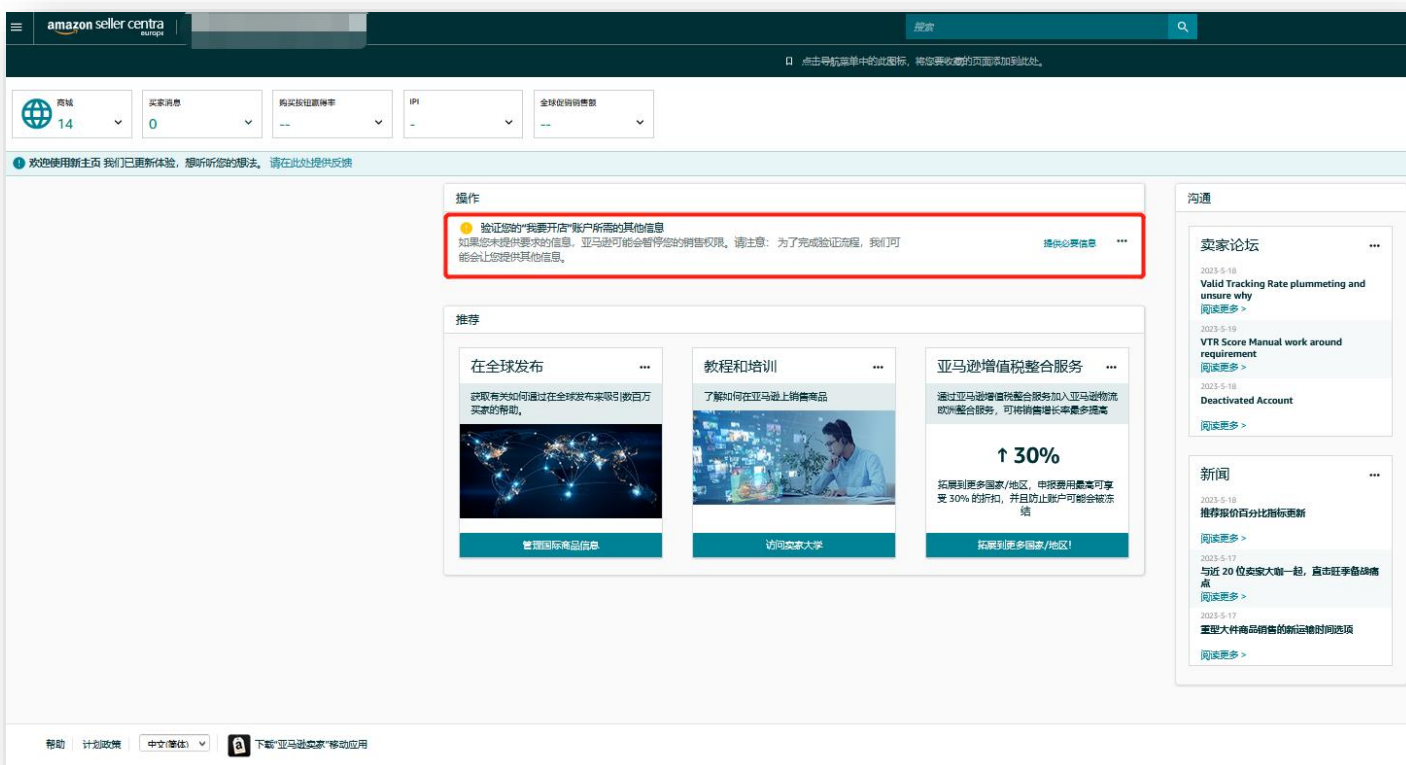 amazon seller centra
europe
搜索
点击导航菜单中的此图标，将您要收藏的页面添加到此处。
商城
14
买家消息
0
购买按钮赢得率
--
IPI
-
全球促销销售额
--
欢迎使用新主页 我们已更新体验，想听听您的想法。 请在此处提供反馈
操作
验证您的“我要开店”账户所需的其他信息
如果您未提供要求的信息，亚马逊可能会暂停您的销售权限。请注意： 为了完成验证流程，我们可
能会让您提供其他信息。
提供必要信息
推荐
在全球发布
获取有关如何通过在全球发布来吸引数百万
买家的帮助。
管理国际商品信息
教程和培训
了解如何在亚马逊上销售商品
访问卖家大学
亚马逊增值税整合服务
通过亚马逊增值税整合服务加入亚马逊物流
欧洲整合服务，可将销售增长率最多提高
↑ 30%
拓展到更多国家/地区，申报费用最高可享
受 30% 的折扣，并且防止账户可能会被冻
结
拓展到更多国家/地区!
沟通
卖家论坛
2023-5-18
Valid Tracking Rate plummeting and
unsure why
阅读更多 >
2023-5-19
VTR Score Manual work around
requirement
阅读更多 >
2023-5-18
Deactivated Account
阅读更多 >
新闻
2023-5-18
推荐报价百分比指标更新
阅读更多 >
2023-5-17
与近 20 位卖家大咖一起，直击旺季备战痛
点
阅读更多 >
2023-5-17
重型大件商品销售的新运输时间选项
阅读更多 >
帮助
计划政策
中文(简体)
下载“亚马逊卖家”移动应用